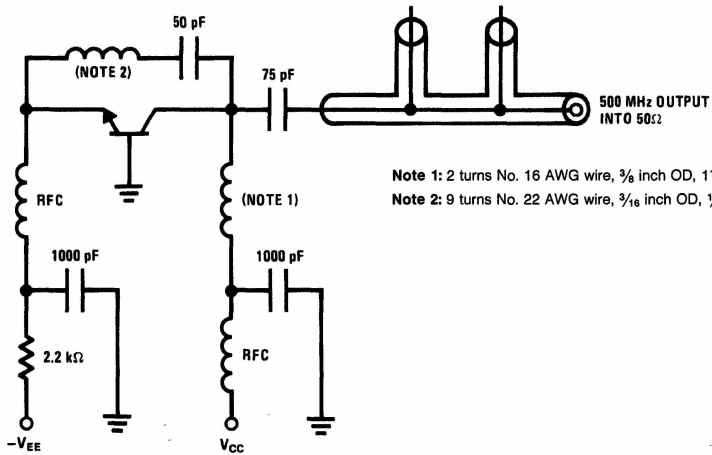 50 pF
(NOTE 2)
75 pF
500 MHz OUTPUT
INTO 50Ω
Note 1: 2 turns No. 16 AWG wire, 3/8 inch OD,
Note 2: 9 turns No. 22 AWG wire, 3/16 inch OD,
RFC
(NOTE 1)
1000 pF
1000 pF
2.2 kΩ
RFC
−VEE
VCC